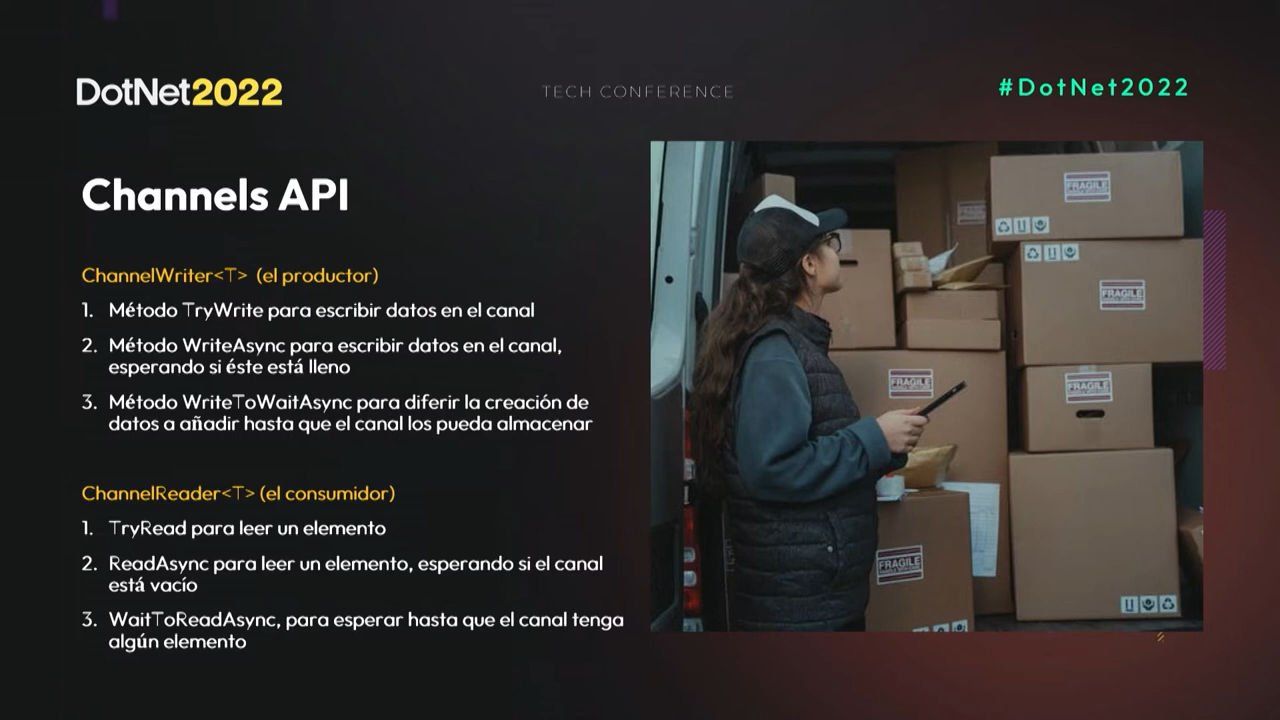 DotNet2022
TECH CONFERENCE
#DotNet2022
Channels API
ChannelWriter<T> (el productor)
1. Método TryWrite para escribir datos en el canal
2. Método WriteAsync para escribir datos en el canal,
esperando si éste está lleno
3. Método WriteToWaitAsync para diferir la creación de
datos a añadir hasta que el canal los pueda almacenar
ChannelReader<T> (el consumidor)
1. TryRead para leer un elemento
2. ReadAsync para leer un elemento, esperando si el canal
está vacío
3. WaitToReadAsync, para esperar hasta que el canal tenga
algún elemento
FRAGILE
FRAGILE
FRAGILE
FRAGILE
FRAGILE